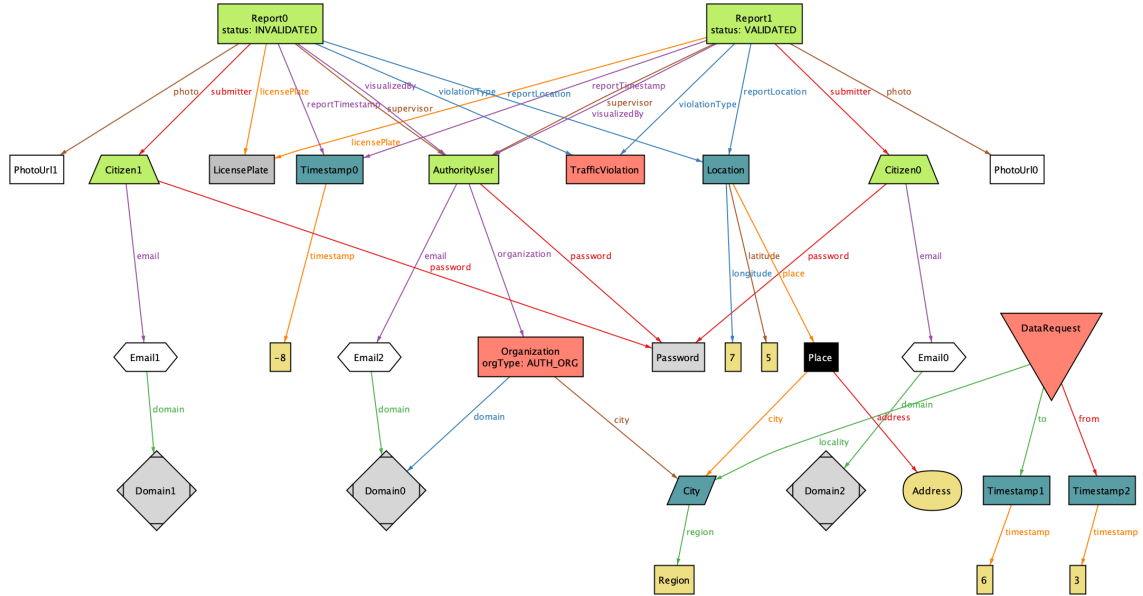 Report0
status: INVALIDATED
Report1
status: VALIDATED
photo
submitter
licensePlate
reportTimestamp
visualizedBy
supervisor
violationType
reportLocation
reportTimestamp
supervisor
visualizedBy
licensePlate
violationType
reportLocation
submitter
photo
PhotoUrl1
Citizen1
LicensePlate
Timestamp0
AuthorityUser
TrafficViolation
Location
Citizen0
PhotoUrl0
email
password
timestamp
email
organization
password
longitude
latitude
place
password
email
Email1
-8
Email2
Organization
orgType: AUTH_ORG
Password
7
5
Place
Email0
DataRequest
domain
domain
domain
city
city
address
domain
locality
to
from
Domain1
Domain0
City
Domain2
Address
Timestamp1
Timestamp2
region
timestamp
timestamp
Region
6
3